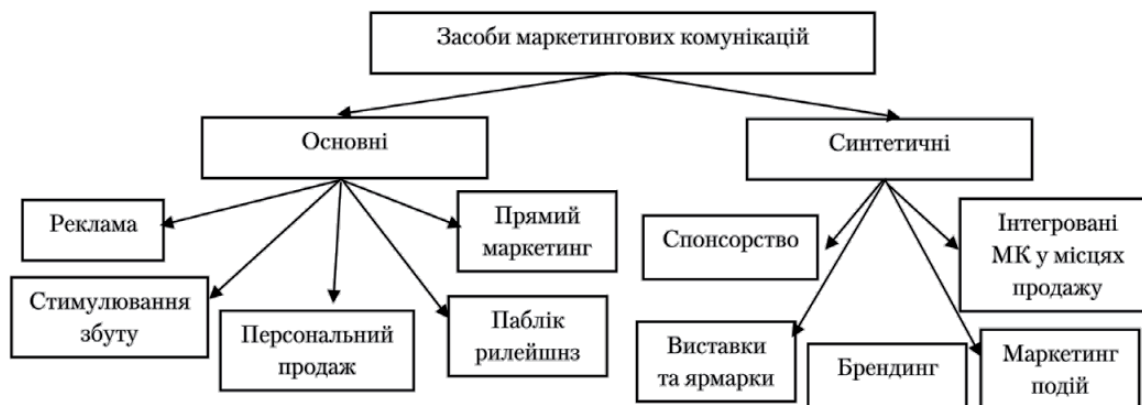 Засоби маркетингових комунікацій
Основні
Синтетичні
Реклама
Прямий
маркетинг
Стимулювання
збуту
Персональний
продаж
Паблік
рилейшнз
Спонсорство
Інтегровані
МК у місцях
продажу
Виставки
та ярмарки
Брендинг
Маркетинг
подій